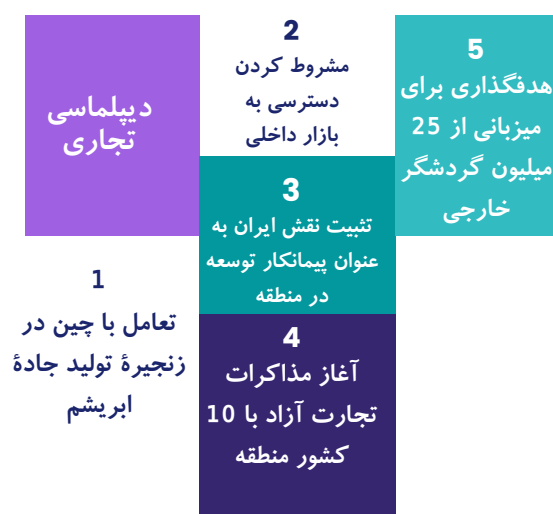 دیپلماسی
تجاری
1
تعامل با چین در
زنجیرۀ تولید جادۀ
ابریشم
2
مشروط کردن
دسترسی به
بازار داخلی
3
تثبیت نقش ایران به
عنوان پیمانکار توسعه
در منطقه
4
آغاز مذاکرات
تجارت آزاد با 10
کشور منطقه
5
هدفگذاری برای
میزبانی از 25
میلیون گردشگر
خارجی